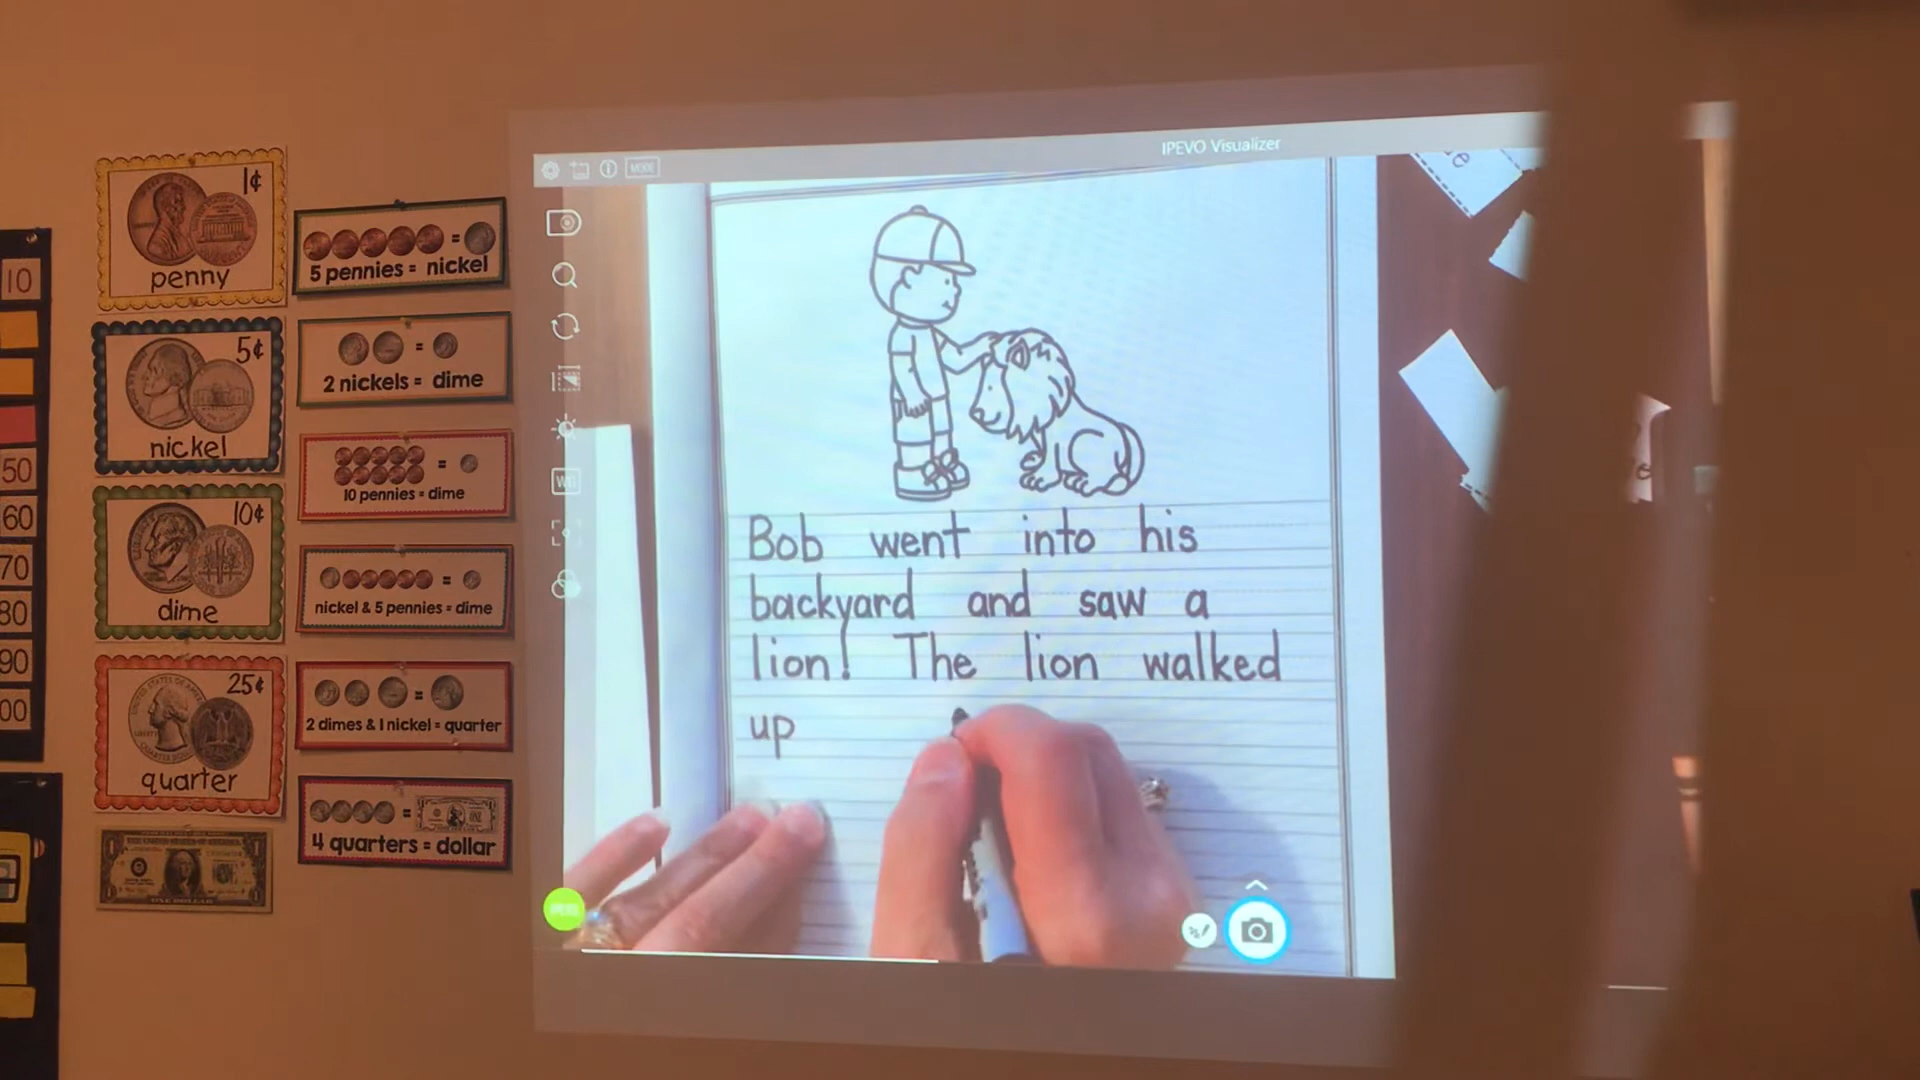 10
50
60
70
80
90
00
1¢
penny
5¢
nickel
10¢
dime
25¢
quarter
5 pennies = nickel
2 nickels = dime
10 pennies = dime
nickel & 5 pennies = dime
2 dimes & 1 nickel = quarter
4 quarters = dollar
IPEVO Visualizer
MODE
Bob went into his
backyard and saw a
lion! The lion walked
up